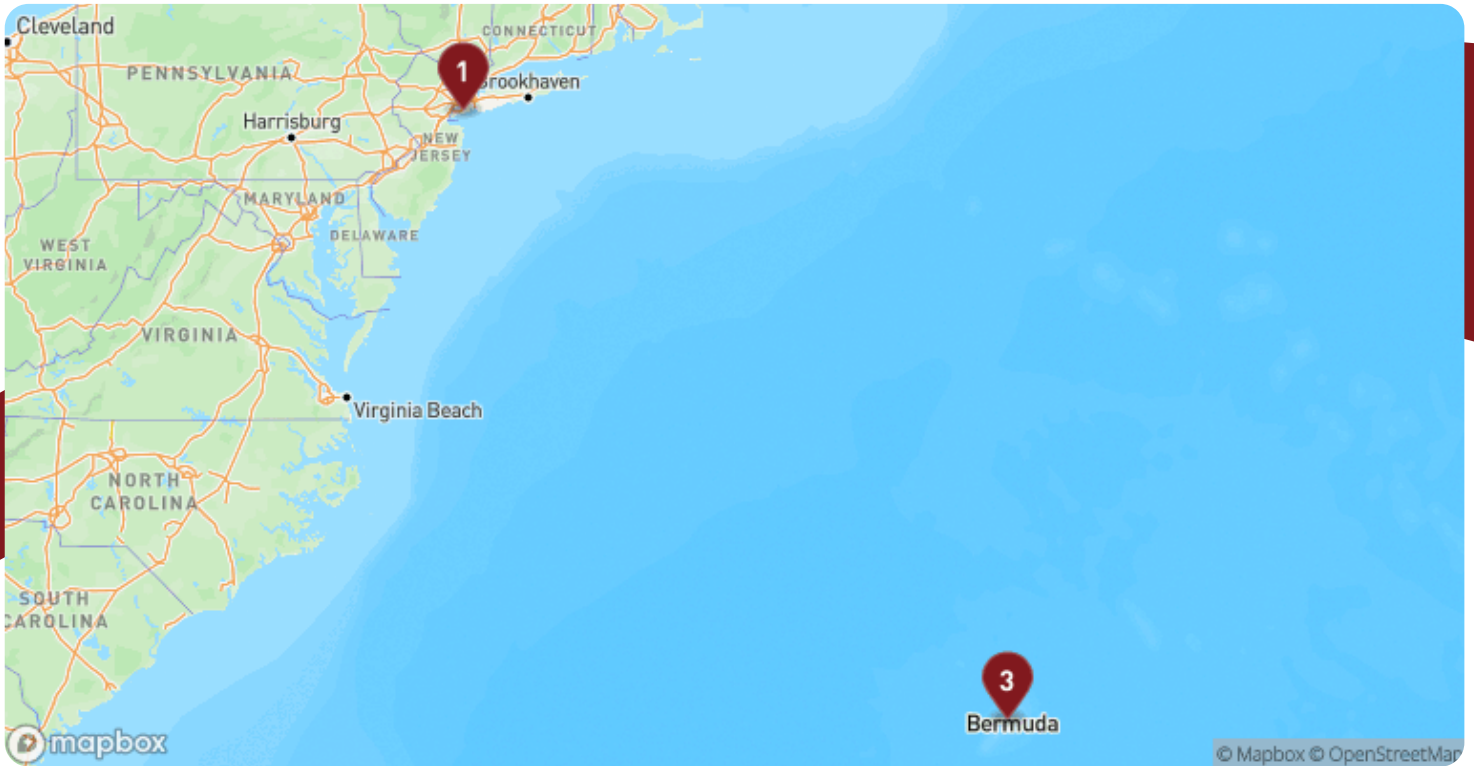 Cleveland
CONNECTICUT
PENNSYLVANIA
1
Brookhaven
Harrisburg
NEW
JERSEY
MARYLAND
DELAWARE
WEST
VIRGINIA
VIRGINIA
Virginia Beach
NORTH
CAROLINA
SOUTH
CAROLINA
3
Bermuda
mapbox
© Mapbox © OpenStreetMap